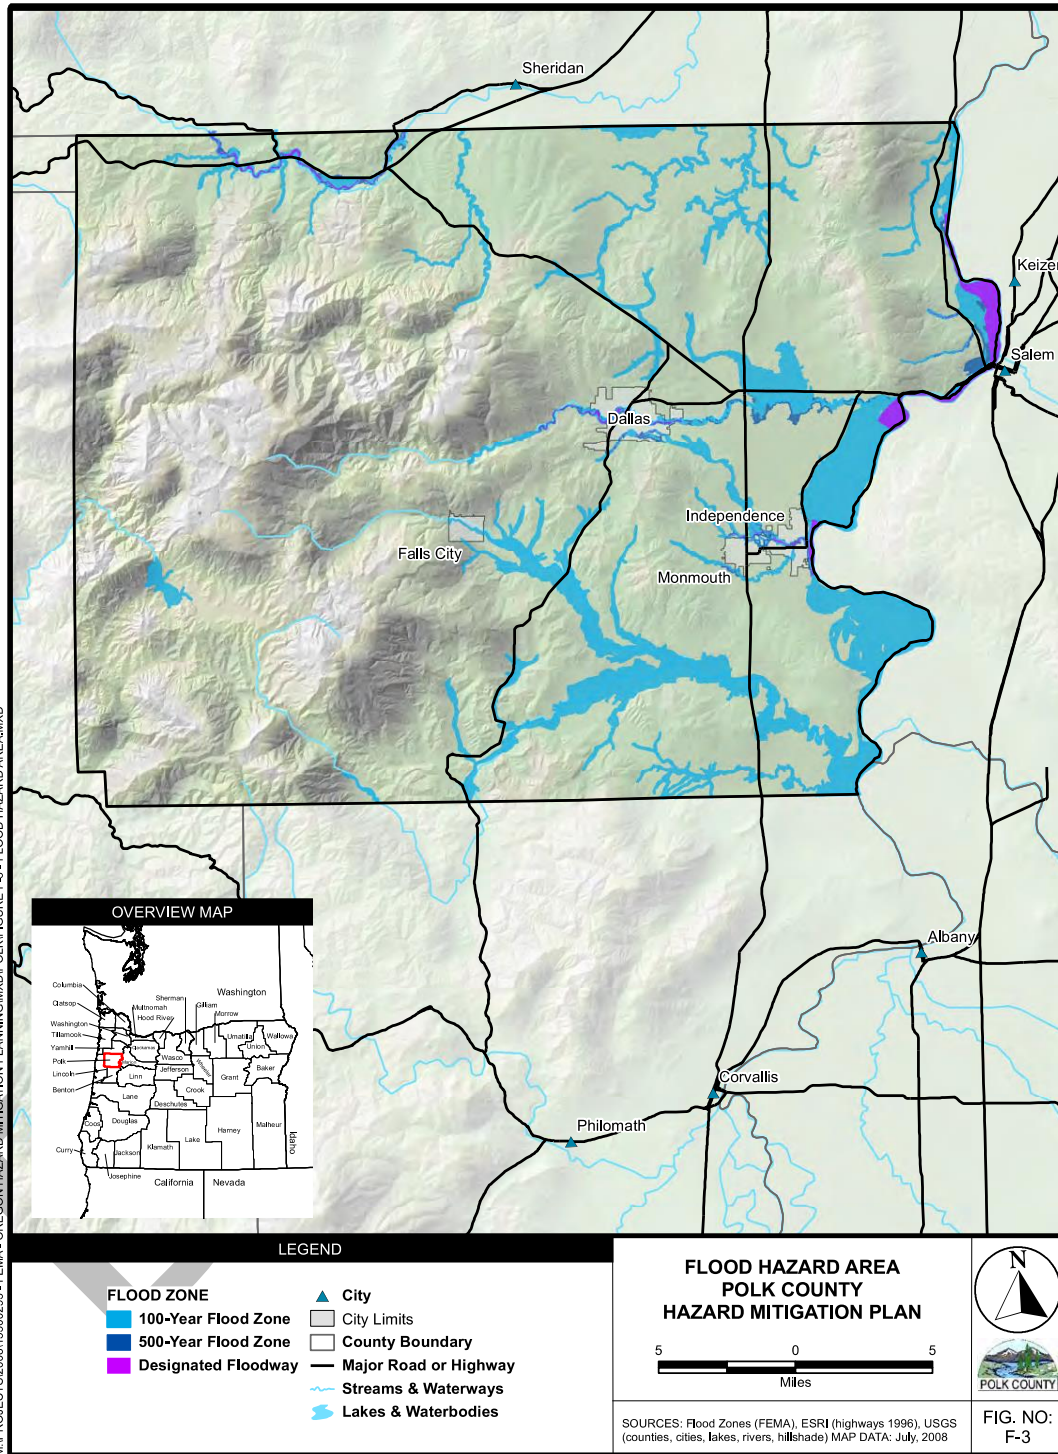 Sheridan
Keizer
Salem
Dallas
Independence
Falls City
Monmouth
Albany
Corvallis
Philomath
OVERVIEW MAP
Columbia
Clatsop
Washington
Tillamook
Yamhill
Polk
Lincoln
Benton
Multnomah
Hood River
Sherman
Gilliam
Morrow
Washington
Umatilla
Wallowa
Union
Wasco
Baker
Jefferson
Linn
Grant
Crook
Lane
Deschutes
Coos
Douglas
Harney
Malheur
Lake
Klamath
Curry
Jackson
Josephine
California
Nevada
Idaho
LEGEND
FLOOD ZONE
100-Year Flood Zone
500-Year Flood Zone
Designated Floodway
City
City Limits
County Boundary
Major Road or Highway
Streams & Waterways
Lakes & Waterbodies
FLOOD HAZARD AREA
POLK COUNTY
HAZARD MITIGATION PLAN
5 0 5
Miles
SOURCES: Flood Zones (FEMA), ESRI (highways 1996), USGS
(counties, cities, lakes, rivers, hillshade) MAP DATA: July, 2008
N
POLK COUNTY
FIG. NO:
F-3